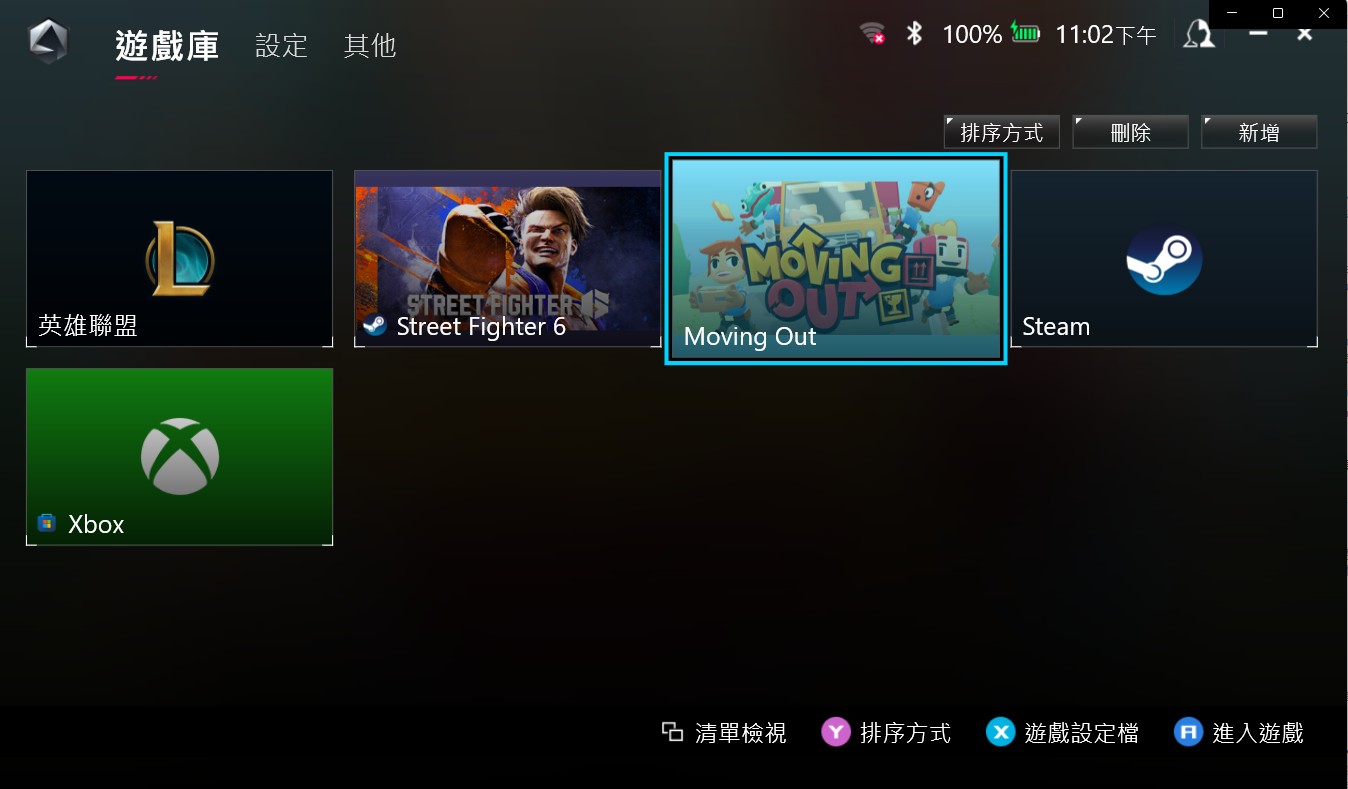 遊戲庫 設定 其他 100% 11:02下午
排序方式 刪除 新增
英雄聯盟
STREET FIGHTER 6
Street Fighter 6
MOVING
OUT
Moving Out
Steam
Xbox
清單檢視 Y 排序方式 X 遊戲設定檔 A 進入遊戲